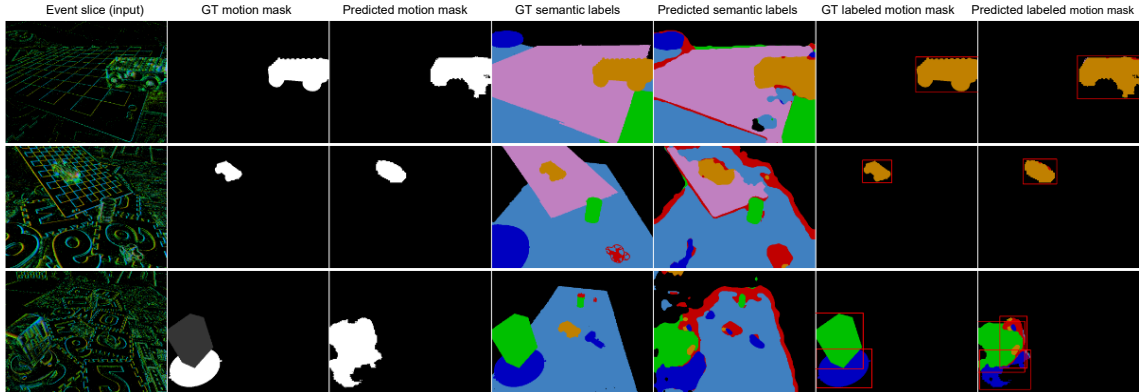 Event slice (input) GT motion mask Predicted motion mask GT semantic labels Predicted semantic labels GT labeled motion mask Predicted labeled motion mask